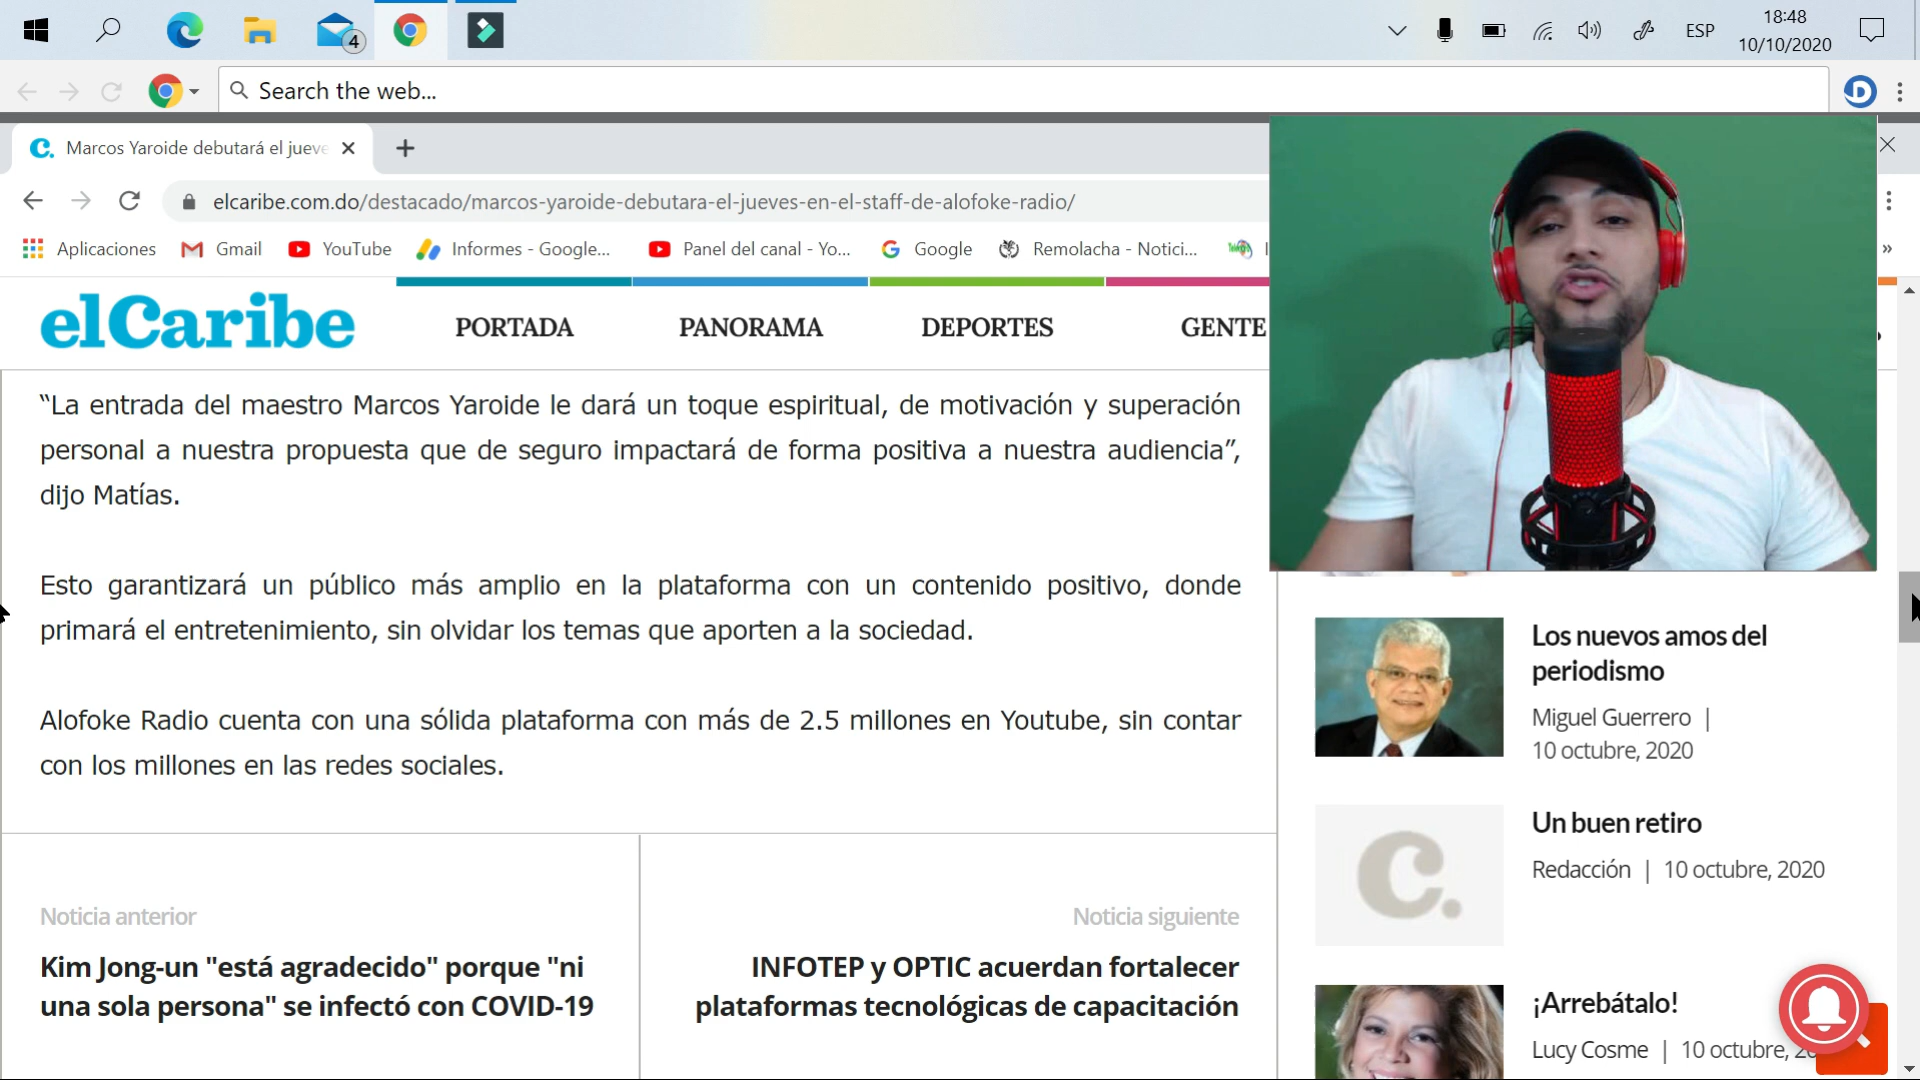 4
ESP
18:48
10/10/2020
Search the web...
Marcos Yaroide debutará el jueve
elcaribe.com.do/destacado/marcos-yaroide-debutara-el-jueves-en-el-staff-de-alofoke-radio/
Aplicaciones
Gmail
YouTube
Informes - Google...
Panel del canal - Yo...
Google
Remolacha - Notici...
»
elCaribe
PORTADA
PANORAMA
DEPORTES
GENTE
“La entrada del maestro Marcos Yaroide le dará un toque espiritual, de motivación y superación
personal a nuestra propuesta que de seguro impactará de forma positiva a nuestra audiencia”,
dijo Matías.
Esto garantizará un público más amplio en la plataforma con un contenido positivo, donde
primará el entretenimiento, sin olvidar los temas que aporten a la sociedad.
Alofoke Radio cuenta con una sólida plataforma con más de 2.5 millones en Youtube, sin contar
con los millones en las redes sociales.
Noticia anterior
Kim Jong-un "está agradecido" porque "ni
una sola persona" se infectó con COVID-19
Noticia siguiente
INFOTEP y OPTIC acuerdan fortalecer
plataformas tecnológicas de capacitación
Los nuevos amos del
periodismo
Miguel Guerrero |
10 octubre, 2020
Un buen retiro
Redacción | 10 octubre, 2020
¡Arrebátalo!
Lucy Cosme | 10 octubre,